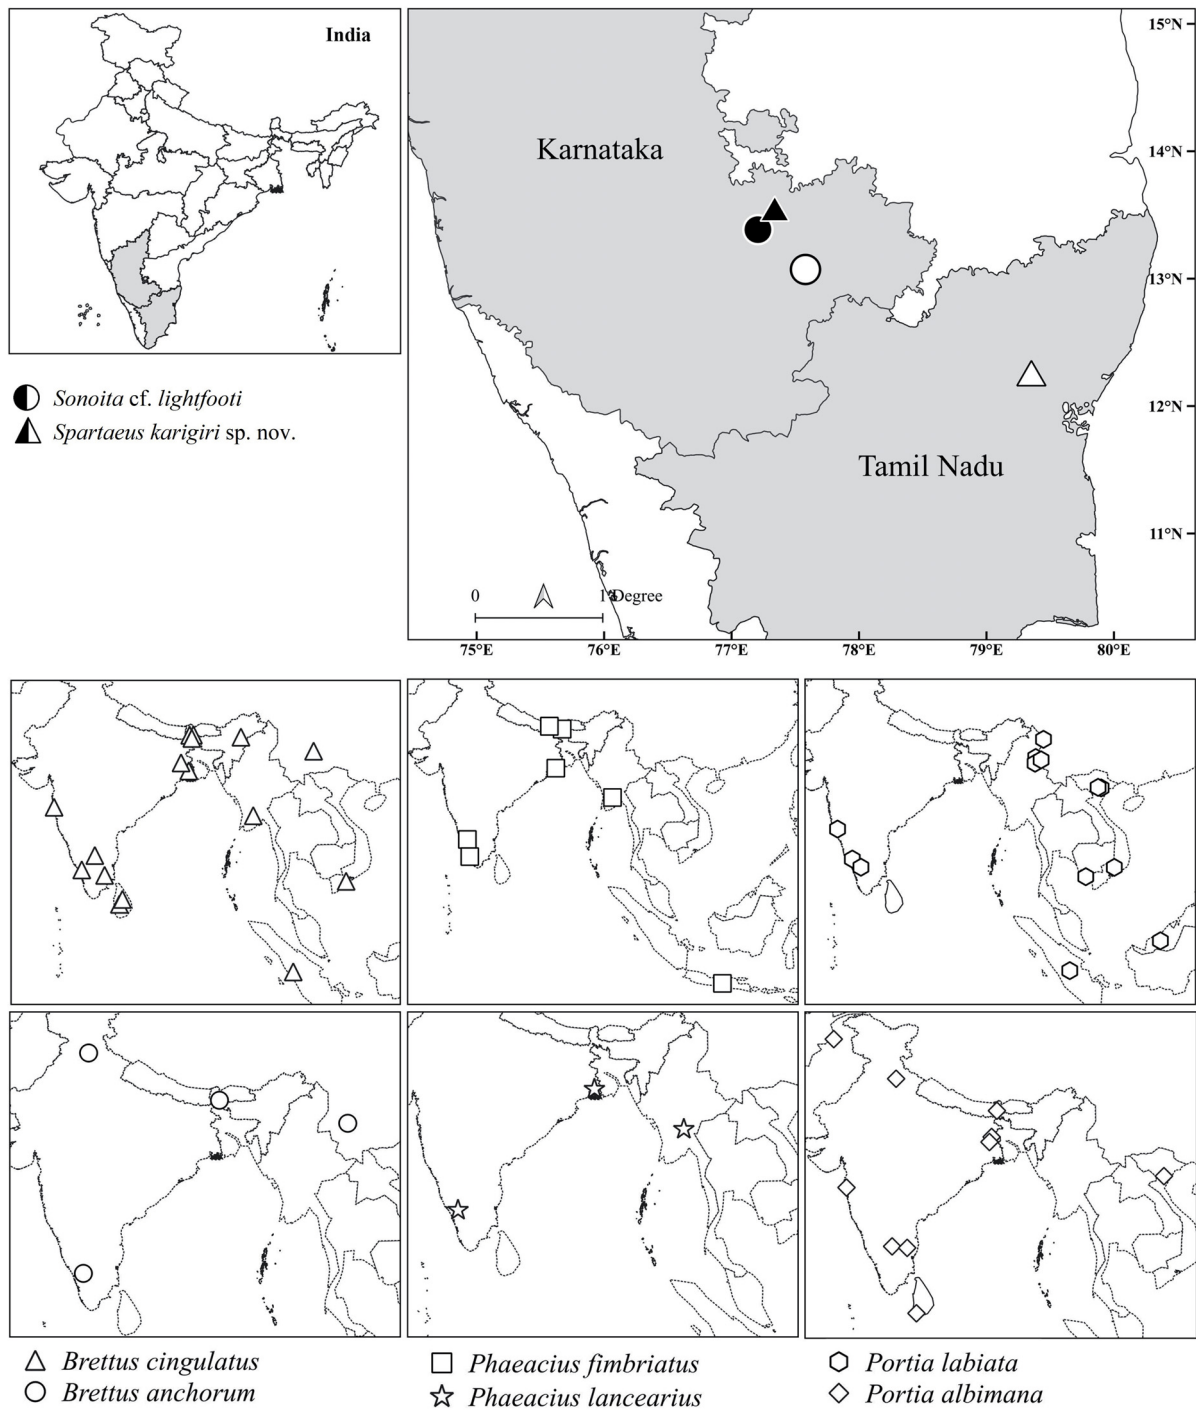 India
Sonoita cf. lightfooti
Spartaeus karigiri sp. nov.
Karnataka
Tamil Nadu
15°N
14°N
13°N
12°N
11°N
0
1 Degree
75°E
76°E
77°E
78°E
79°E
80°E
Brettus cingulatus
Brettus anchorum
Phaeacius fimbriatus
Phaeacius lancearius
Portia labiata
Portia albimana